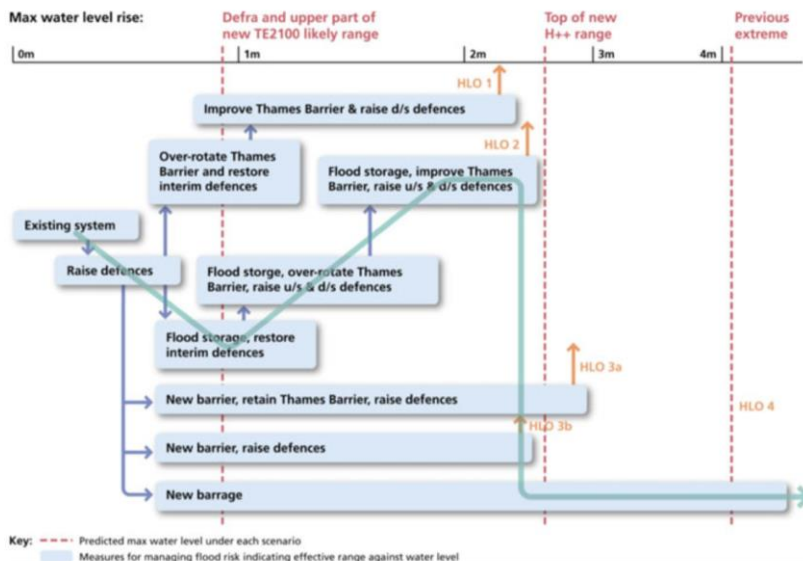 Max water level rise:
Defra and upper part of
new TE2100 likely range
Top of new
H++ range
Previous
extreme
0m
1m
2m
3m
4m
HLO 1
Improve Thames Barrier & raise d/s defences
HLO 2
Over-rotate Thames
Barrier and restore
interim defences
Flood storage, improve Thames
Barrier, raise u/s & d/s defences
Existing system
Raise defences
Flood storge, over-rotate Thames
Barrier, raise u/s & d/s defences
Flood storage, restore
interim defences
HLO 3a
New barrier, retain Thames Barrier, raise defences
HLO 4
HLO 3b
New barrier, raise defences
New barrage
Key:
Predicted max water level under each scenario
Measures for managing flood risk indicating effective range against water level